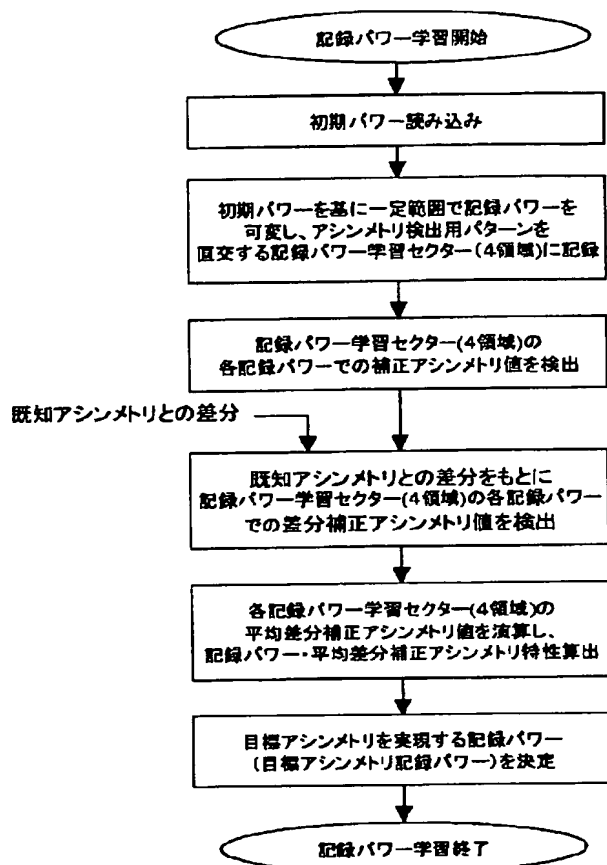 記録パワー学習開始
初期パワー読み込み
初期パワーを基に一定範囲で記録パワーを
可変し、アシンメトリ検出用パターンを
直交する記録パワー学習セクター(4領域)に記録
記録パワー学習セクター(4領域)の
各記録パワーでの補正アシンメトリ値を検出
既知アシンメトリとの差分
既知アシンメトリとの差分をもとに
記録パワー学習セクター(4領域)の各記録パワー
での差分補正アシンメトリ値を検出
各記録パワー学習セクター(4領域)の
平均差分補正アシンメトリ値を演算し、
記録パワー・平均差分補正アシンメトリ特性算出
目標アシンメトリを実現する記録パワー
(目標アシンメトリ記録パワー)を決定
記録パワー学習終了